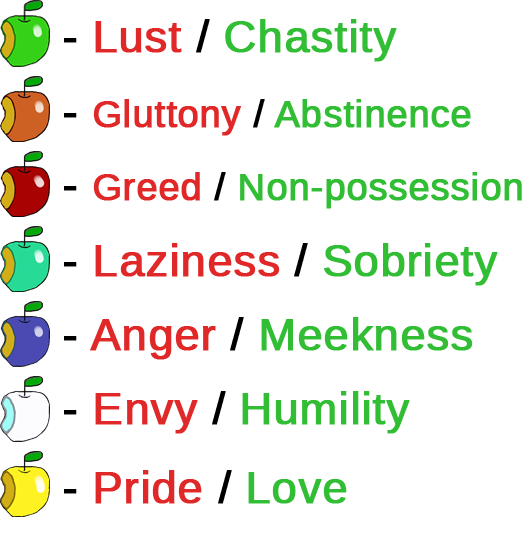 - Lust / Chastity
- Gluttony / Abstinence
- Greed / Non-possession
- Laziness / Sobriety
- Anger / Meekness
- Envy / Humility
- Pride / Love